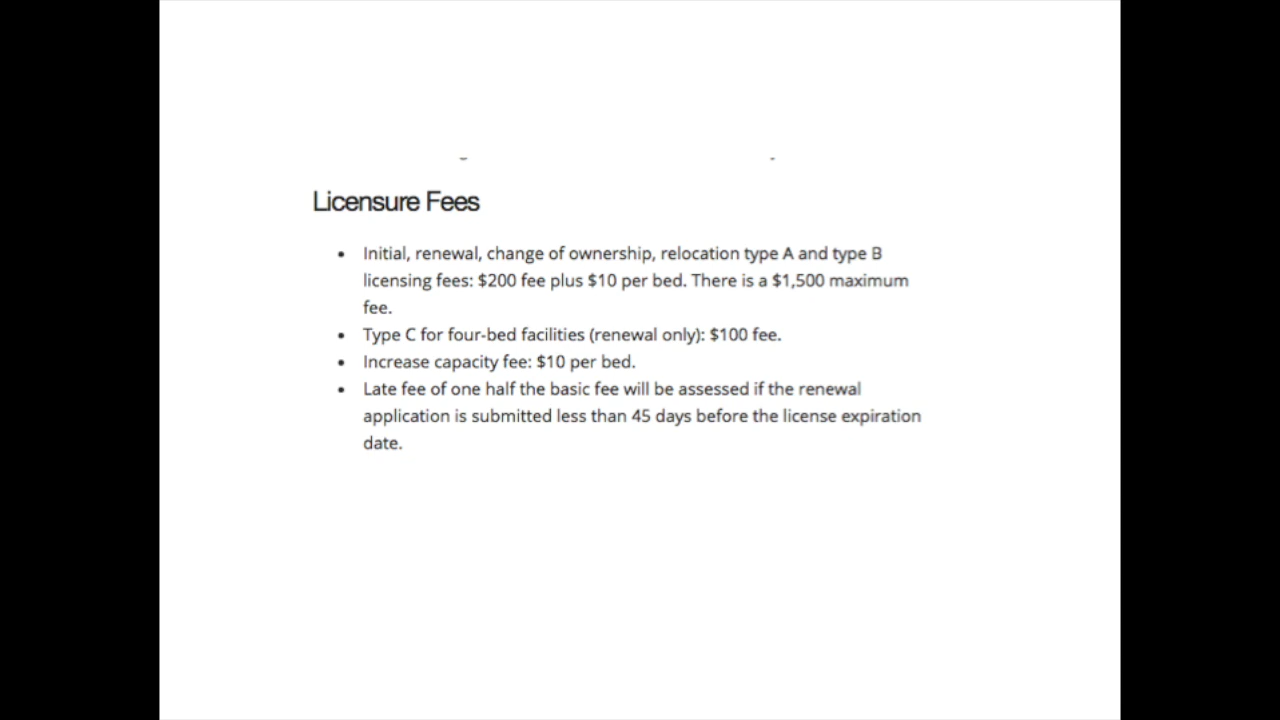 Licensure Fees
• Initial, renewal, change of ownership, relocation type A and type B
licensing fees: $200 fee plus $10 per bed. There is a $1,500 maximum
fee.
• Type C for four-bed facilities (renewal only): $100 fee.
• Increase capacity fee: $10 per bed.
• Late fee of one half the basic fee will be assessed if the renewal
application is submitted less than 45 days before the license expiration
date.